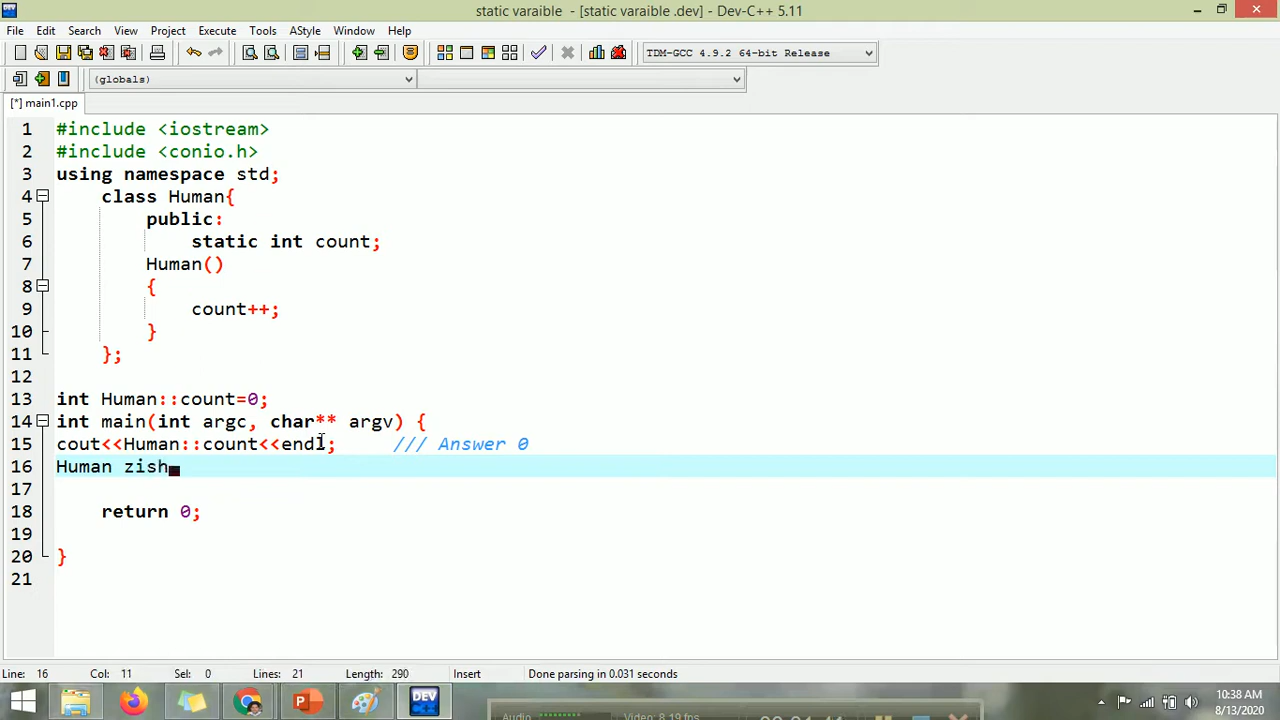 static varaible - [static varaible .dev] - Dev-C++ 5.11
File Edit Search View Project Execute Tools AStyle Window Help
TDM-GCC 4.9.2 64-bit Release
(globals)
[*] main1.cpp
1 #include <iostream>
2 #include <conio.h>
3 using namespace std;
4 class Human{
5 public:
6 static int count;
7 Human()
8 {
9 count++;
10 }
11 };
12
13 int Human::count=0;
14 int main(int argc, char** argv) {
15 cout<<Human::count<<endl; /// Answer 0
16 Human zish
17
18 return 0;
19
20 }
21
Line: 16 Col: 11 Sel: 0 Lines: 21 Length: 290 Insert Done parsing in 0.031 seconds
DEV
10:38 AM
8/13/2020